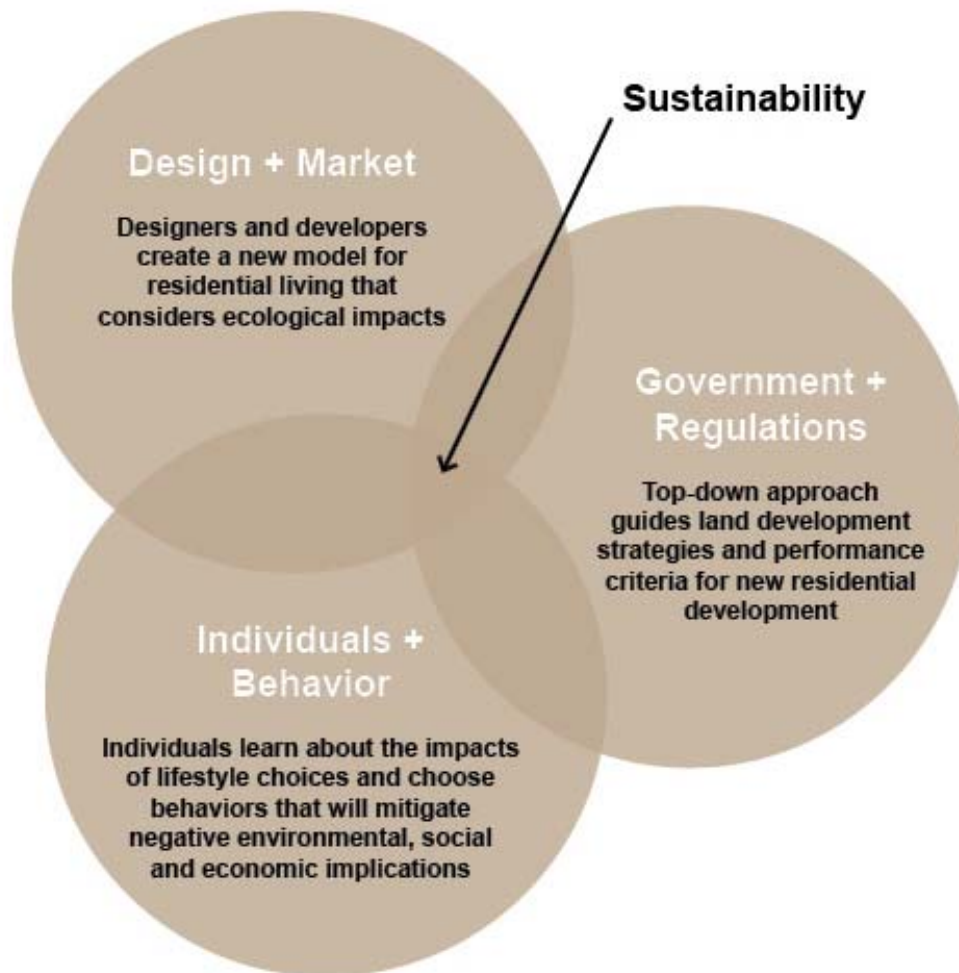 Sustainability
Design + Market
Designers and developers
create a new model for
residential living that
considers ecological impacts
Government +
Regulations
Top-down approach
guides land development
strategies and performance
criteria for new residential
development
Individuals +
Behavior
Individuals learn about the impacts
of lifestyle choices and choose
behaviors that will mitigate
negative environmental, social
and economic implications